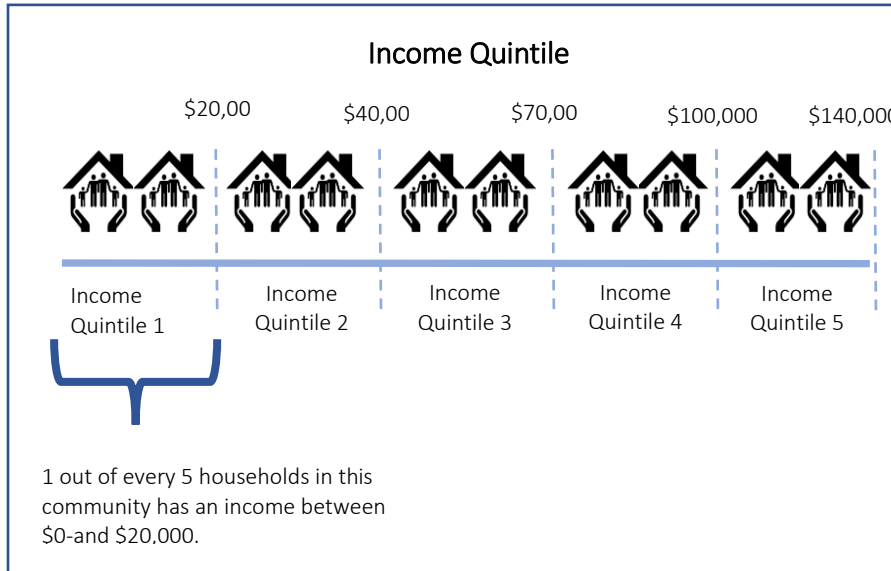 Income Quintile
$20,00
$40,00
$70,00
$100,000
$140,000
Income
Quintile 1
Income
Quintile 2
Income
Quintile 3
Income
Quintile 4
Income
Quintile 5
1 out of every 5 households in this
community has an income between
$0-and $20,000.